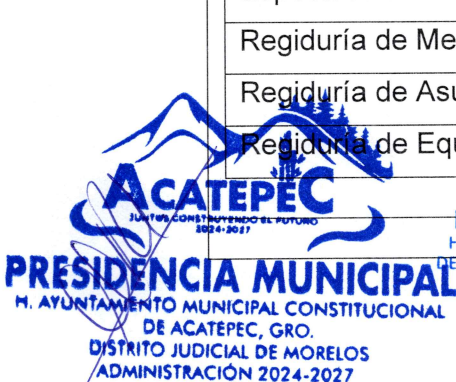 Regiduría de Me
Regiduría de Asu
Regiduría de Equ
ACATEPEC
JUNTOS CONSTRUYENDO EL FUTURO
2024-2027
H
DE
PRESIDENCIA MUNICIPAL
H. AYUNTAMIENTO MUNICIPAL CONSTITUCIONAL
DE ACATEPEC, GRO.
DISTRITO JUDICIAL DE MORELOS
ADMINISTRACIÓN 2024-2027